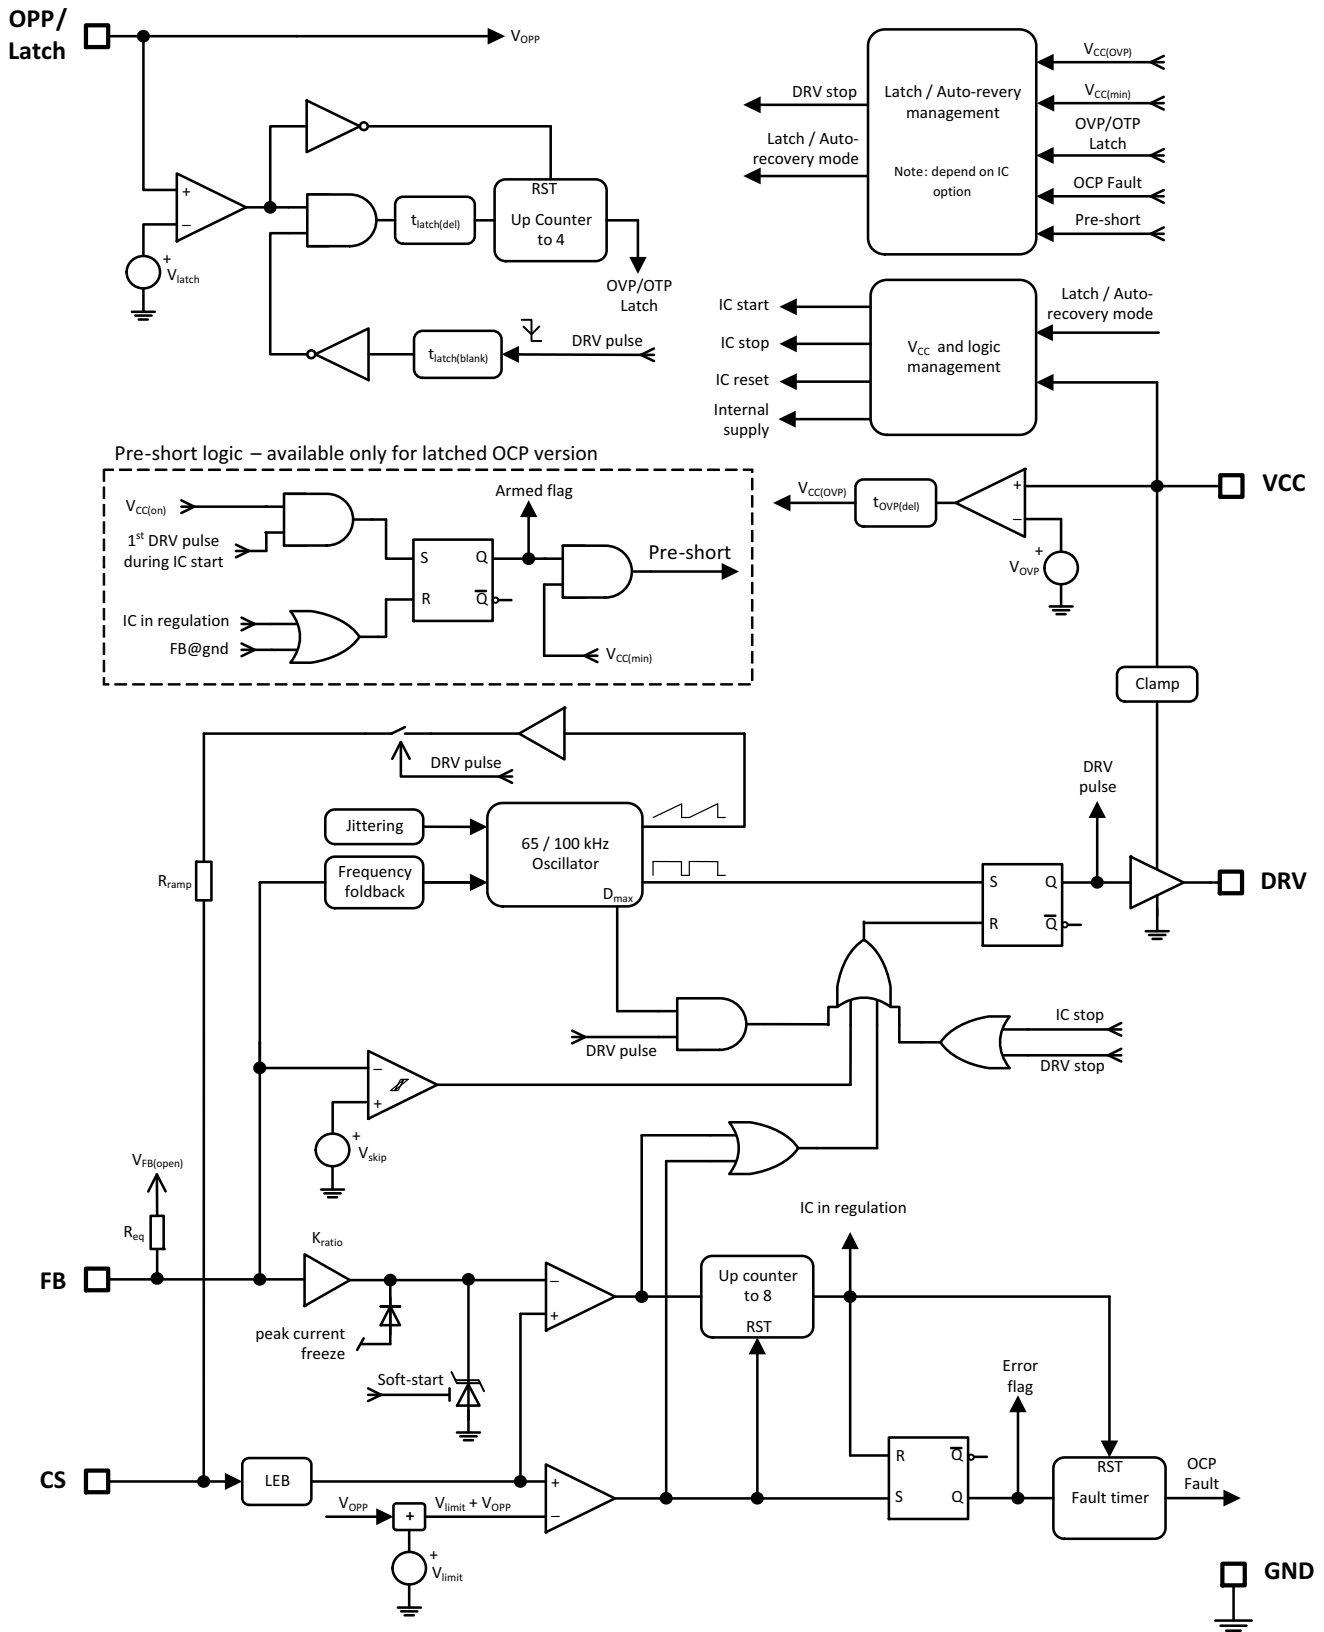 OPP/
Latch
V_OPP
+
−
+
V_latch
t_latch(del)
RST
Up Counter
to 4
OVP/OTP
Latch
t_latch(blank)
DRV pulse
DRV stop
Latch / Auto-
recovery mode
Latch / Auto-revery
management
Note: depend on IC
option
V_CC(OVP)
V_CC(min)
OVP/OTP
Latch
OCP Fault
Pre-short
IC start
IC stop
IC reset
Internal
supply
V_CC and logic
management
Latch / Auto-
recovery mode
VCC
V_CC(OVP)
t_OVP(del)
+
−
+
V_OVP
Clamp
Pre-short logic – available only for latched OCP version
V_CC(on)
1st DRV pulse
during IC start
IC in regulation
FB@gnd
S
Q
R
Q
Armed flag
Pre-short
V_CC(min)
DRV pulse
Jittering
Frequency
foldback
65 / 100 kHz
Oscillator
D_max
R_ramp
DRV
pulse
S
Q
R
Q
DRV
DRV pulse
IC stop
DRV stop
−
+
+
V_skip
V_FB(open)
R_eq
FB
K_ratio
peak current
freeze
Soft-start
−
+
Up counter
to 8
RST
IC in regulation
Error
flag
CS
LEB
V_OPP
+
V_limit + V_OPP
+
V_limit
+
−
R
Q
S
Q
RST
Fault timer
OCP
Fault
GND